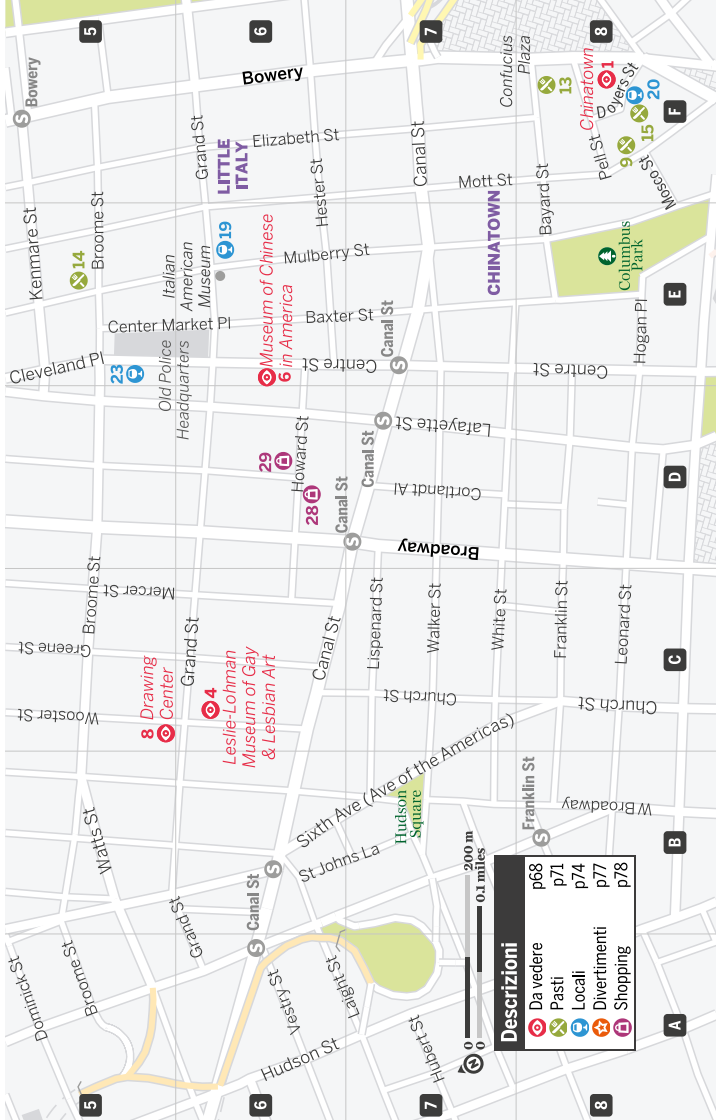 5
6
7
8
Bowery
Bowery
Confucius
Plaza
13
Chinatown
1
Doyers St
20
F
15
9
Pell St
Mosco St
Elizabeth St
Grand St
LITTLE
ITALY
Canal St
Mott St
Hester St
Bayard St
CHINATOWN
Kenmare St
Broome St
14
19
Italian
American
Museum
Mulberry St
Museum of Chinese
6 in America
Columbus
Park
E
Center Market Pl
Baxter St
Canal St
Hogan Pl
Cleveland Pl
23
Old Police
Headquarters
Centre St
Centre St
Lafayette St
Canal St
29
Howard St
28
Canal St
Cortlandt Al
D
Broadway
Broome St
Mercer St
Greene St
Grand St
Canal St
Lispenard St
Walker St
White St
Franklin St
Leonard St
C
8 Drawing
Center
4
Leslie-Lohman
Museum of Gay
& Lesbian Art
Wooster St
Church St
Church St
Sixth Ave (Ave of the Americas)
Hudson
Square
Franklin St
W Broadway
B
Watts St
St Johns La
Canal St
Grand St
Canal St
Dominick St
Broome St
Vestry St
Laight St
Hudson St
Hubert St
A
N
0
200 m
0
0.1 miles
Descrizioni
Da vedere p68
Pasti p71
Locali p74
Divertimenti p77
Shopping p78
5
6
7
8